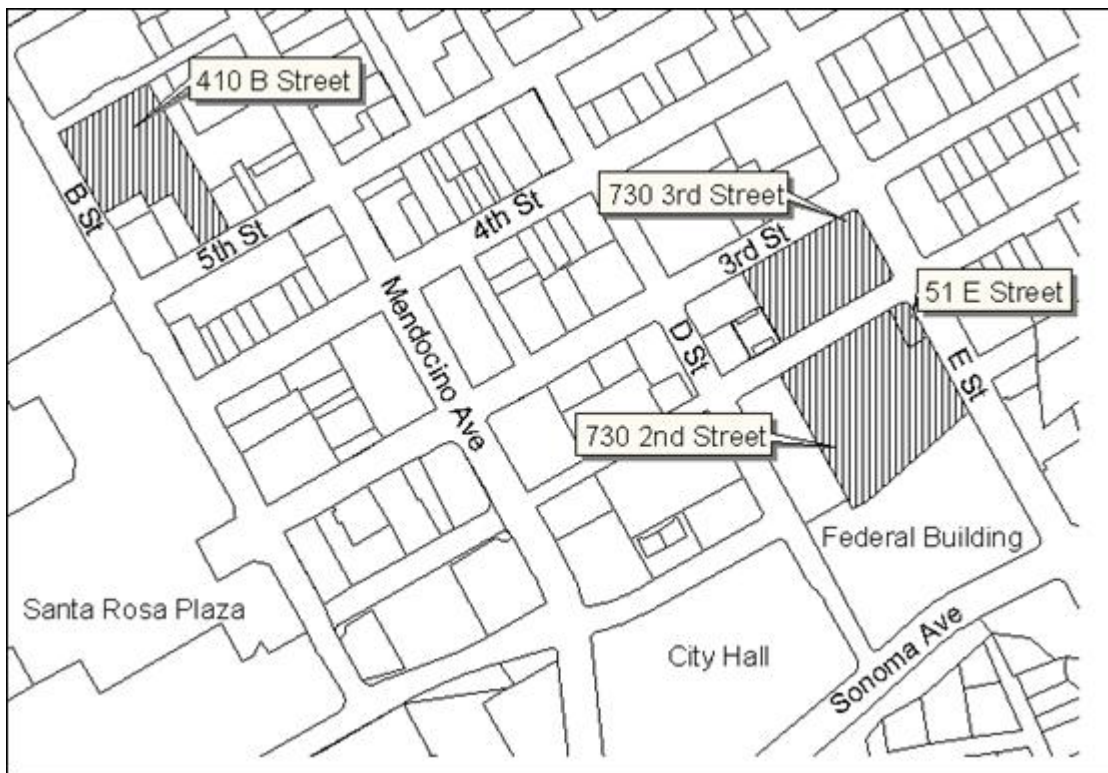 410 B Street
B St
5th St
4th St
730 3rd Street
3rd St
51 E Street
Mendocino Ave
D St
E St
730 2nd Street
Federal Building
Santa Rosa Plaza
City Hall
Sonoma Ave